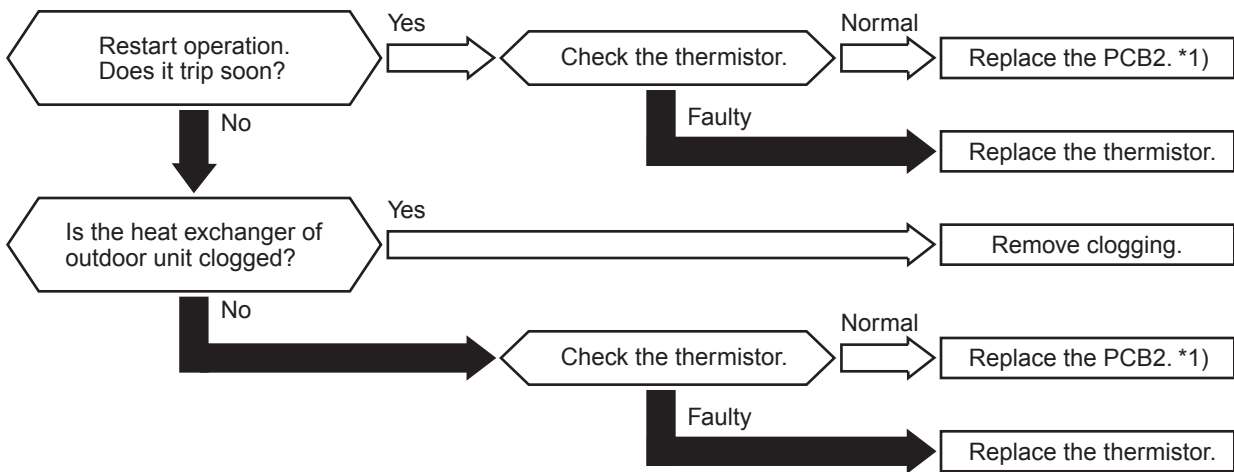 Restart operation.
Does it trip soon?
Yes
Check the thermistor.
Normal
Replace the PCB2. *1)
Faulty
Replace the thermistor.
No
Is the heat exchanger of
outdoor unit clogged?
Yes
Remove clogging.
No
Check the thermistor.
Normal
Replace the PCB2. *1)
Faulty
Replace the thermistor.